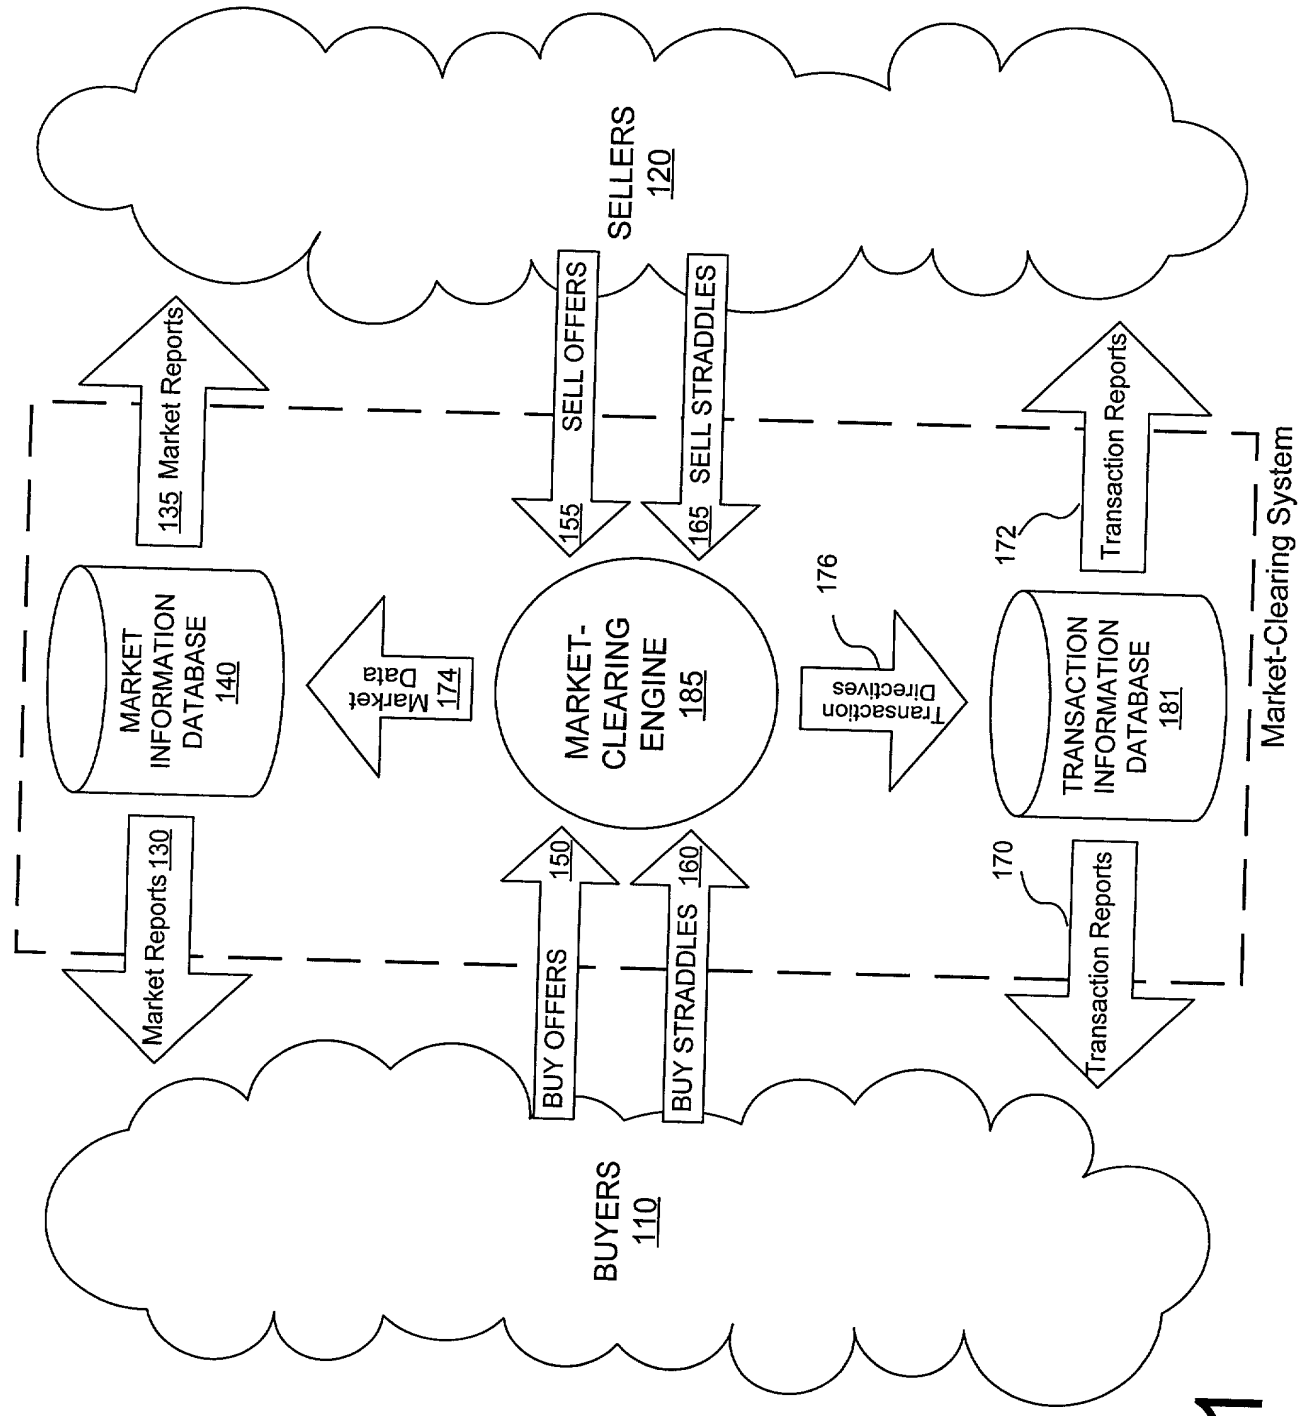 Market Reports 130
MARKET
INFORMATION
DATABASE
140
135 Market Reports
Market
Data
174
BUYERS
110
BUY OFFERS 150
BUY STRADDLES 160
MARKET-
CLEARING
ENGINE
185
155 SELL OFFERS
165 SELL STRADDLES
SELLERS
120
Transaction
Directives
176
170
Transaction Reports
TRANSACTION
INFORMATION
DATABASE
181
172
Transaction Reports
Market-Clearing System
1